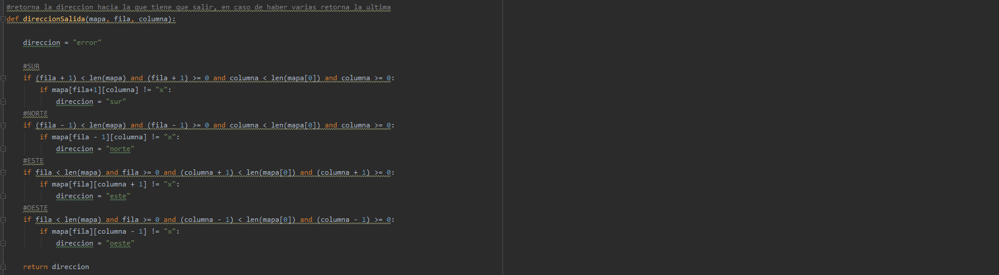 #retorna la direccion hacia la que tiene que salir, en caso de haber varias retorna la ultima
def direccionSalida(mapa, fila, columna):
direccion = "error"
#SUR
if (fila + 1) < len(mapa) and (fila + 1) >= 0 and columna < len(mapa[0]) and columna >= 0:
if mapa[fila+1][columna] != "x":
direccion = "sur"
#NORTE
if (fila - 1) < len(mapa) and (fila - 1) >= 0 and columna < len(mapa[0]) and columna >= 0:
if mapa[fila - 1][columna] != "x":
direccion = "norte"
#ESTE
if fila < len(mapa) and fila >= 0 and (columna + 1) < len(mapa[0]) and (columna + 1) >= 0:
if mapa[fila][columna + 1] != "x":
direccion = "este"
#OESTE
if fila < len(mapa) and fila >= 0 and (columna - 1) < len(mapa[0]) and (columna - 1) >= 0:
if mapa[fila][columna - 1] != "x":
direccion = "oeste"
return direccion